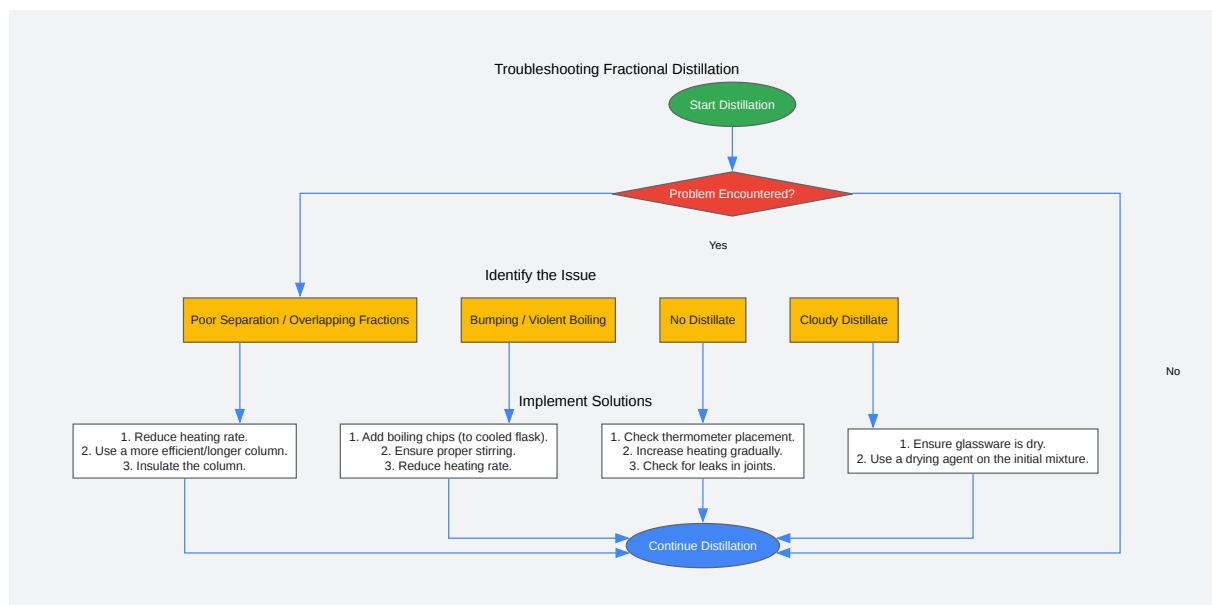 Troubleshooting Fractional Distillation
Start Distillation
Problem Encountered?
Yes
Identify the Issue
Poor Separation / Overlapping Fractions
Bumping / Violent Boiling
No Distillate
Cloudy Distillate
No
Implement Solutions
1. Reduce heating rate.
2. Use a more efficient/longer column.
3. Insulate the column.
1. Add boiling chips (to cooled flask).
2. Ensure proper stirring.
3. Reduce heating rate.
1. Check thermometer placement.
2. Increase heating gradually.
3. Check for leaks in joints.
1. Ensure glassware is dry.
2. Use a drying agent on the initial mixture.
Continue Distillation